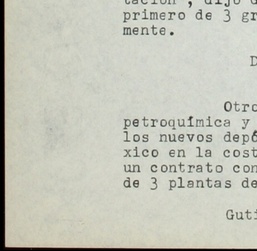 tación", dijo d
primero de 3 gr
mente.
D
Otro
petroquímica y
los nuevos depó
xico en la cost
un contrato con
de 3 plantas de
Guti